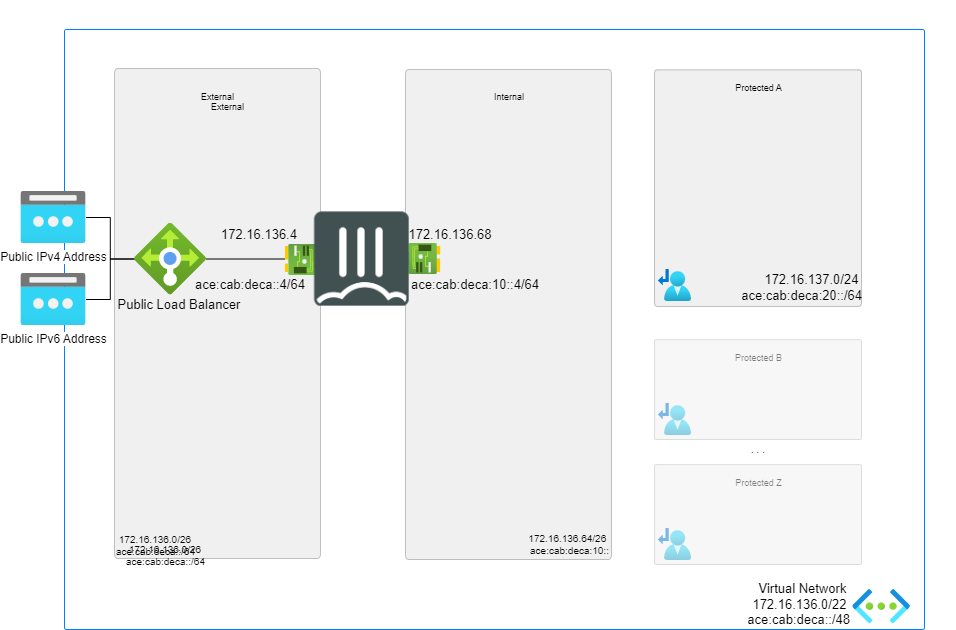 External
External
Internal
Protected A
172.16.136.4
172.16.136.68
Public IPv4 Address
ace:cab:deca::4/64
ace:cab:deca:10::4/64
172.16.137.0/24
ace:cab:deca:20::/64
Public Load Balancer
Public IPv6 Address
Protected B
...
Protected Z
172.16.136.0/26
ace:cab:deca::/64
172.16.136.0/26
ace:cab:deca::/64
172.16.136.64/26
ace:cab:deca:10::
Virtual Network
172.16.136.0/22
ace:cab:deca::/48